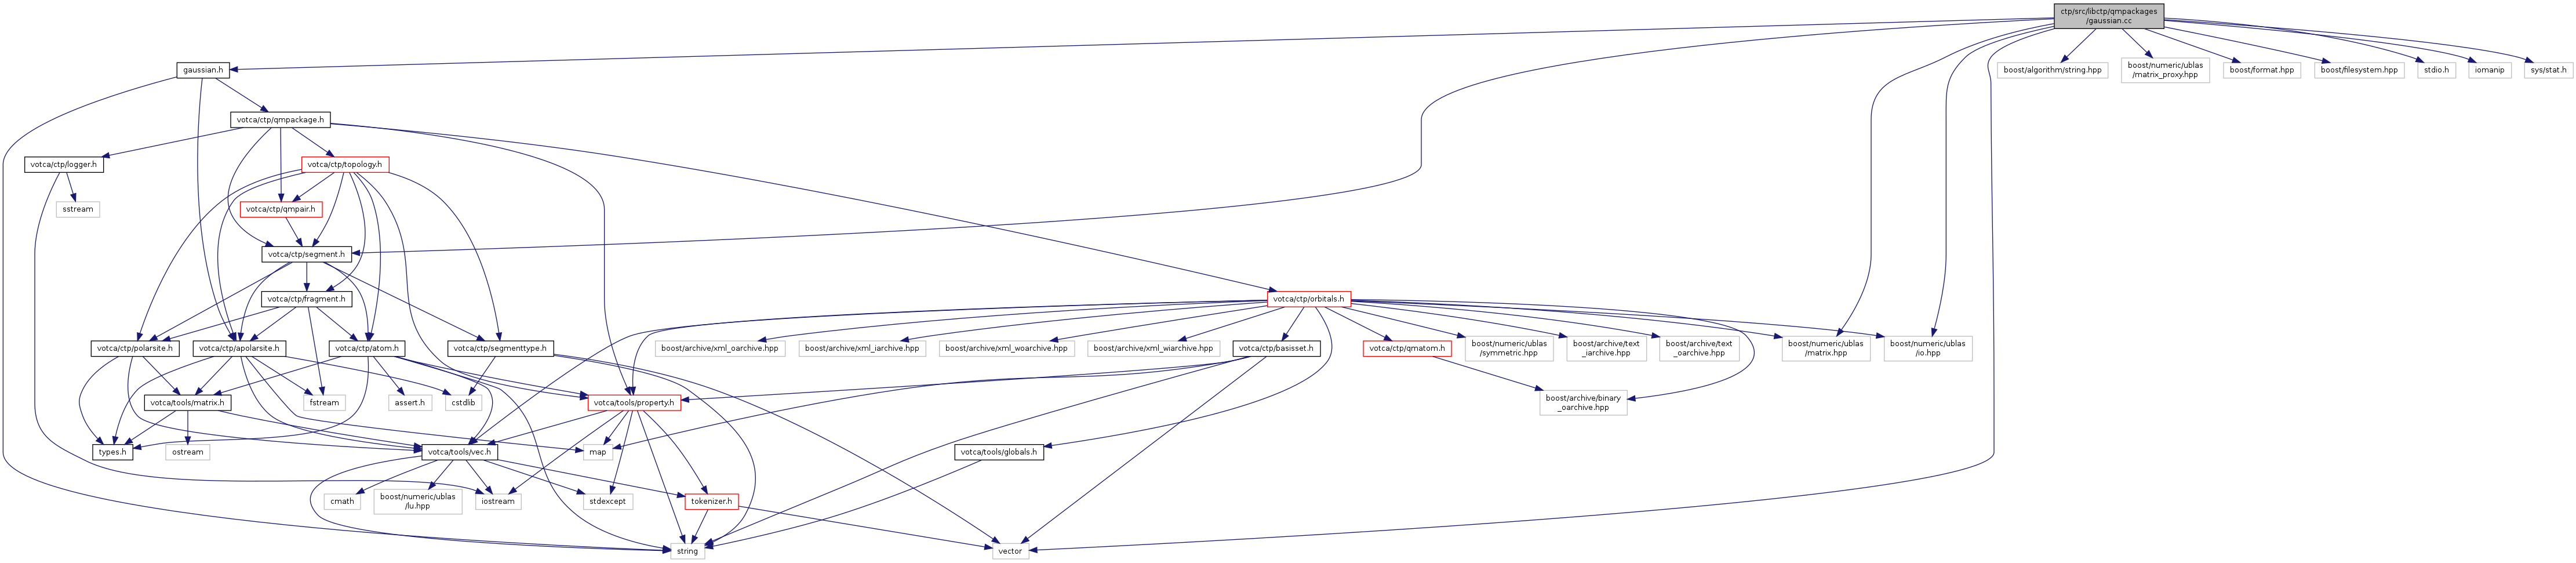 ctp/src/libctp/qmpackages
/gaussian.cc
gaussian.h
boost/algorithm/string.hpp
boost/numeric/ublas
/matrix_proxy.hpp
boost/format.hpp
boost/filesystem.hpp
stdio.h
iomanip
sys/stat.h
votca/ctp/qmpackage.h
votca/ctp/logger.h
votca/ctp/topology.h
sstream
votca/ctp/qmpair.h
votca/ctp/segment.h
votca/ctp/fragment.h
votca/ctp/orbitals.h
votca/ctp/polarsite.h
votca/ctp/apolarsite.h
votca/ctp/atom.h
votca/ctp/segmenttype.h
boost/archive/xml_oarchive.hpp
boost/archive/xml_iarchive.hpp
boost/archive/xml_woarchive.hpp
boost/archive/xml_wiarchive.hpp
votca/ctp/basisset.h
votca/ctp/qmatom.h
boost/numeric/ublas
/symmetric.hpp
boost/archive/text
_iarchive.hpp
boost/archive/text
_oarchive.hpp
boost/numeric/ublas
/matrix.hpp
boost/numeric/ublas
/io.hpp
votca/tools/matrix.h
fstream
assert.h
cstdlib
votca/tools/property.h
boost/archive/binary
_oarchive.hpp
types.h
ostream
votca/tools/vec.h
map
votca/tools/globals.h
cmath
boost/numeric/ublas
/lu.hpp
iostream
stdexcept
tokenizer.h
string
vector